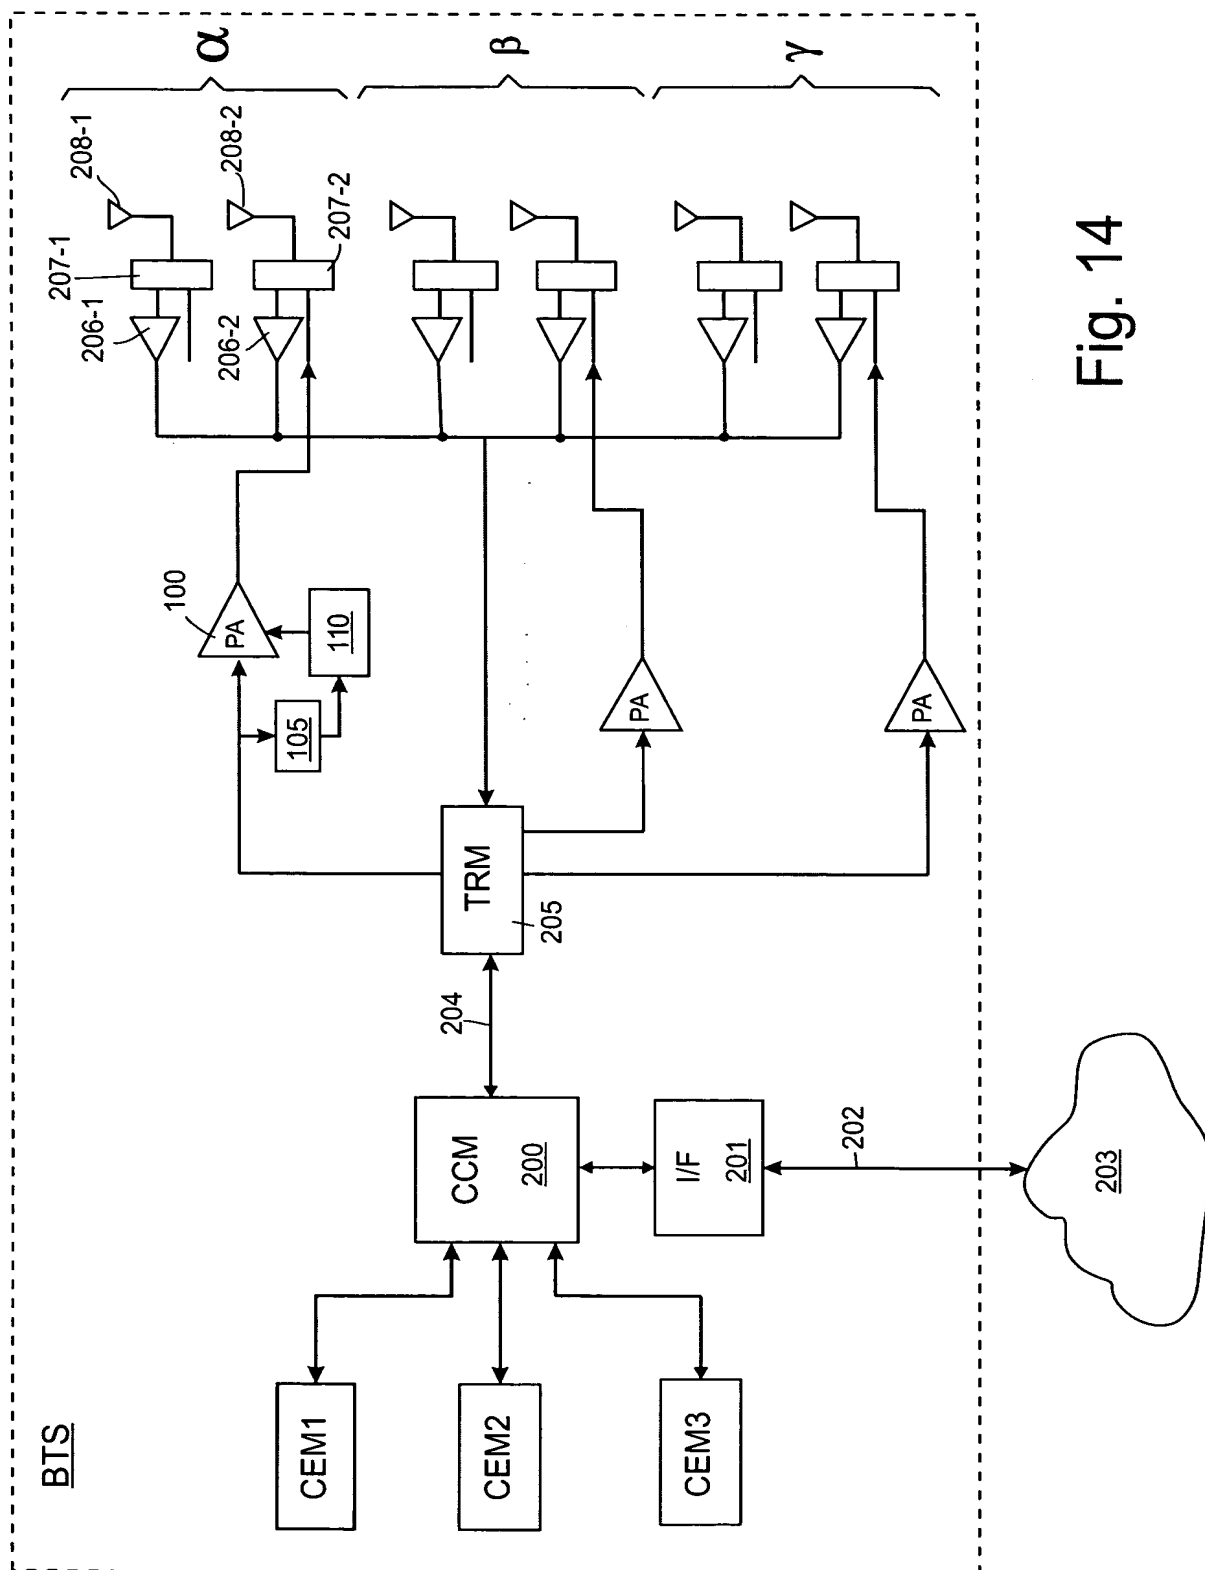 BTS
CEM1
CEM2
CEM3
CCM
200
I/F
201
202
203
204
TRM
205
105
110
100
PA
PA
PA
206-1
207-1
208-1
206-2
207-2
208-2
α
β
γ
Fig. 14